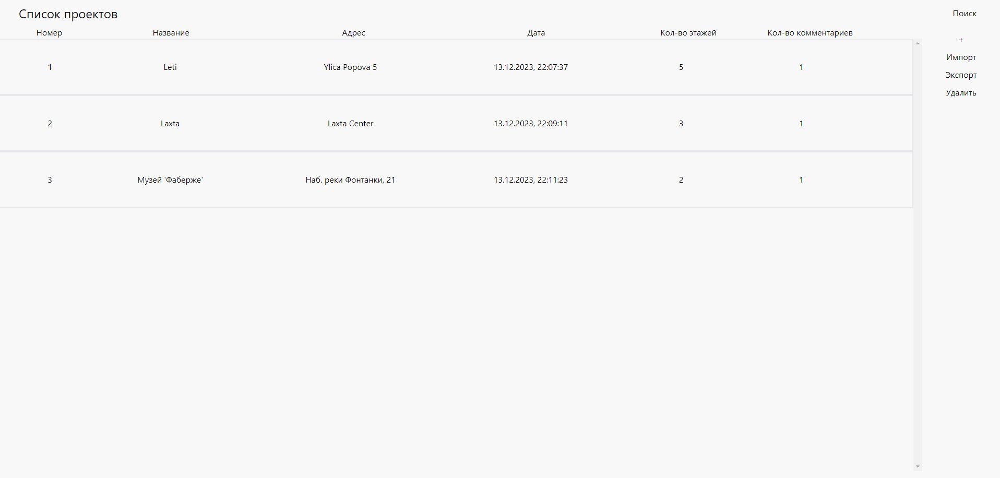 Список проектов
Поиск
Номер Название Адрес Дата Кол-во этажей Кол-во комментариев
+
Импорт
Экспорт
Удалить
1 Leti Ylica Popova 5 13.12.2023, 22:07:37 5 1
2 Laxta Laxta Center 13.12.2023, 22:09:11 3 1
3 Музей 'Фаберже' Наб. реки Фонтанки, 21 13.12.2023, 22:11:23 2 1